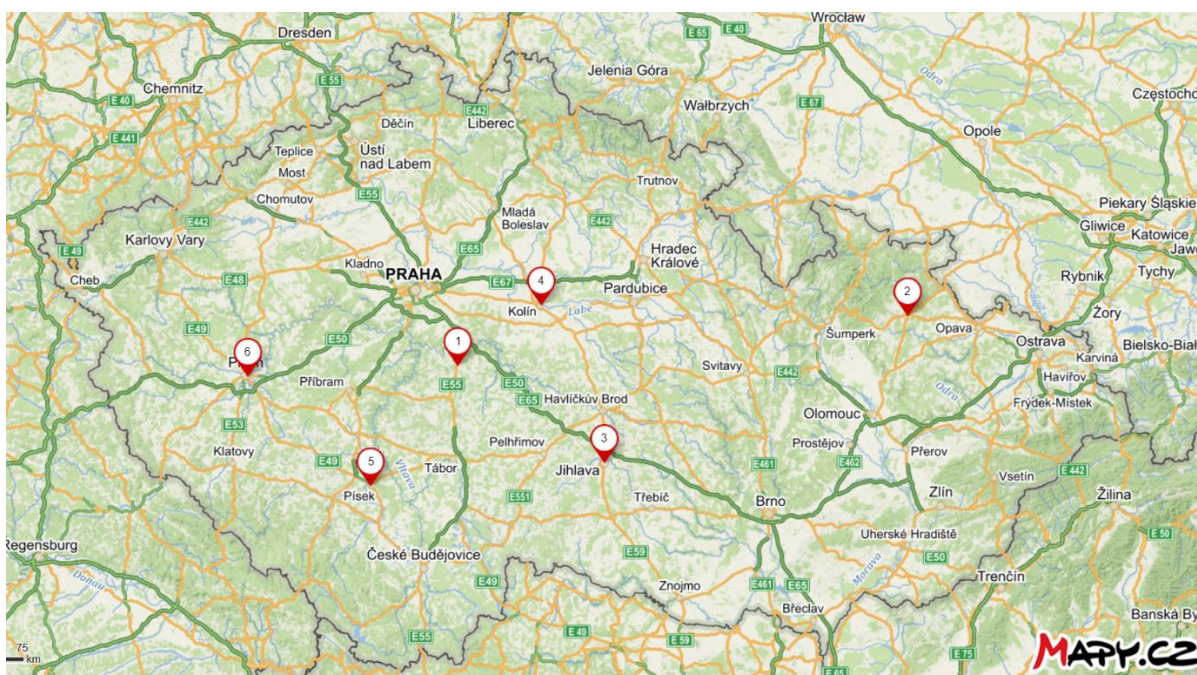 Wrocław
E 40
Dresden
E 65
Jelenia Góra
Odra
E 55
Chemnitz
E 40
Częstocho
E442
Wałbrzych
E 67
Děčín
Liberec
Opole
E 441
Teplice
Ústí
nad Labem
Most
Trutnov
Chomutov
E55
Piekary Śląskie
E442
Mladá
Boleslav
E442
Gliwice
Katowice
Karlovy Vary
E 49
E65
Hradec
Králové
Jaw
Kladno
PRAHA
Rybnik
Tychy
Cheb
E48
E67
4
Pardubice
2
Kolín
Labe
Żory
E49
Šumperk
Opava
E50
1
Ostrava
6
Bielsko-Biał
Karviná
Svitavy
E442
Příbram
E55
E50
Havířov
Odra
E65
Havlíčkův Brod
Frýdek-Místek
Olomouc
E53
3
Pelhřimov
Prostějov
Klatovy
5
E49
Vltava
Tábor
Jihlava
E461
E462
Přerov
E 442
Vsetín
Písek
E551
Třebíč
Brno
Zlín
Žilina
Uherské Hradiště
E 50
Regensburg
České Budějovice
E59
E50
Morava
Donau
E49
Znojmo
E461
E65
Trenčín
Břeclav
Banská By
E55
E 49
E 59
75
km
E 65
E 75
MAPY.CZ